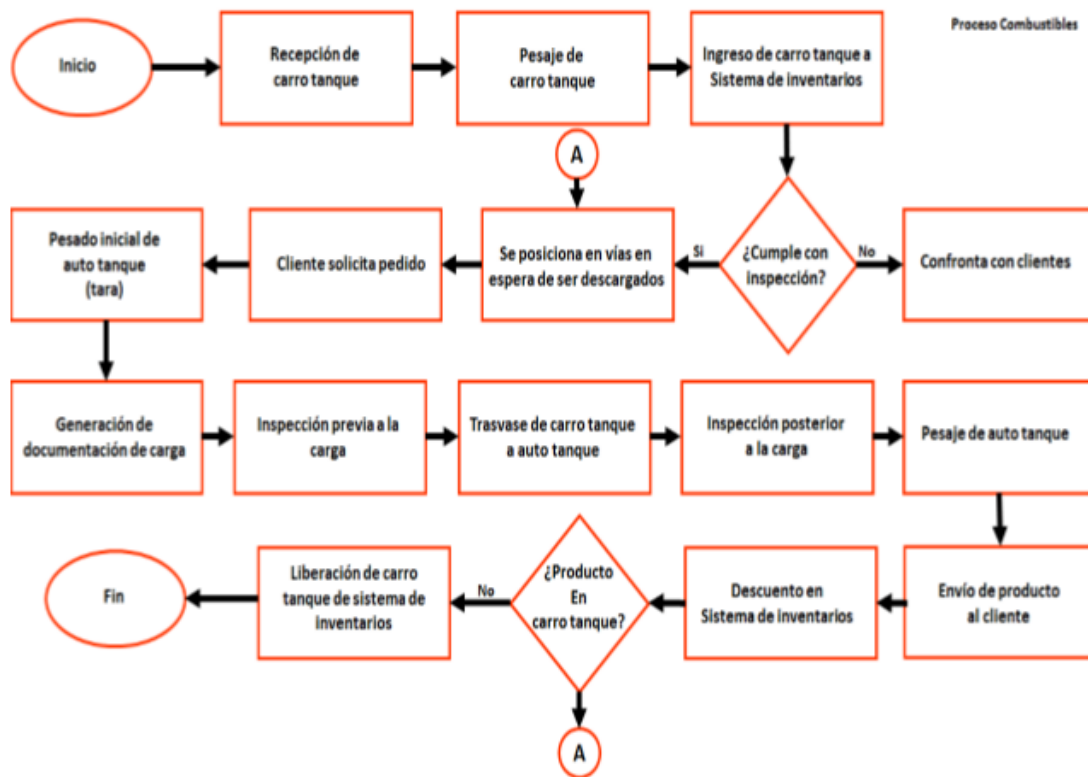 Proceso Combustibles
Inicio
Recepción de
carro tanque
Pesaje de
carro tanque
Ingreso de carro tanque a
Sistema de inventarios
A
Pesado inicial de
auto tanque
(tara)
Cliente solicita pedido
Se posiciona en vías en
espera de ser descargados
Si
¿Cumple con
inspección?
No
Confronta con clientes
Generación de
documentación de carga
Inspección previa a la
carga
Trasvase de carro tanque
a auto tanque
Inspección posterior
a la carga
Pesaje de auto tanque
Fin
Liberación de carro
tanque de sistema de
inventarios
No
¿Producto
En
carro tanque?
Descuento en
Sistema de inventarios
Envío de producto
al cliente
A